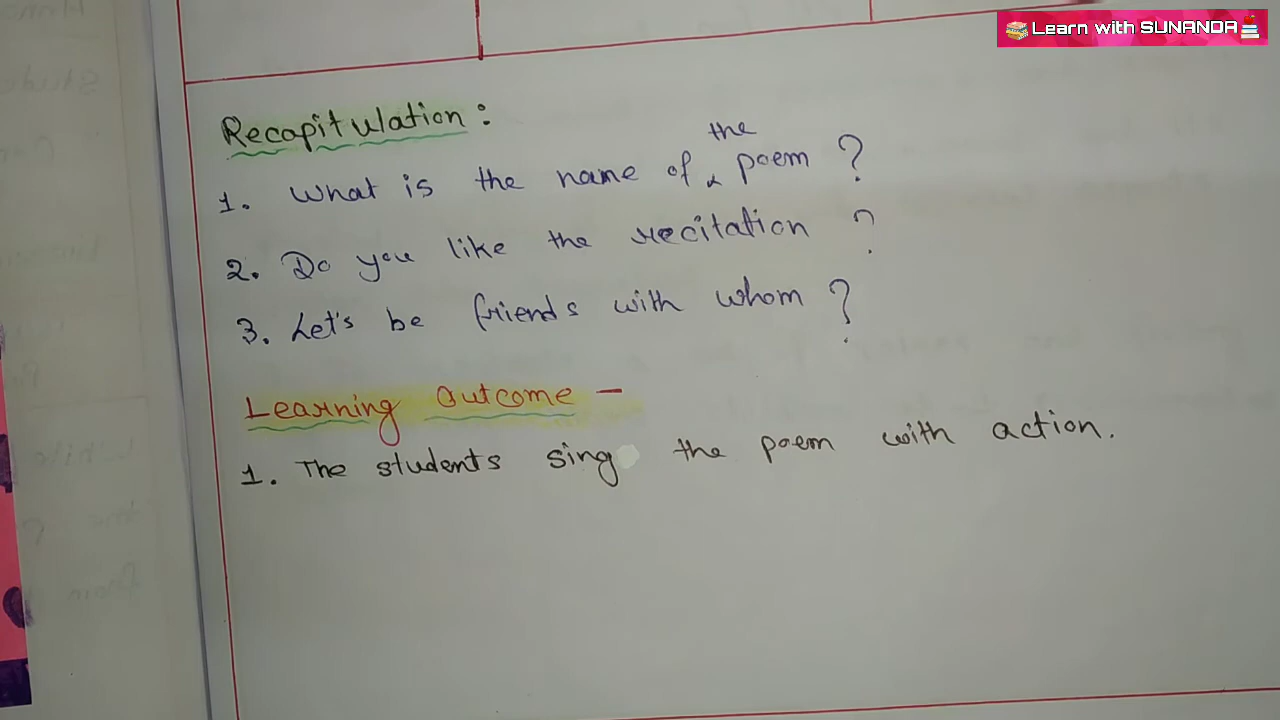 Learn with SUNANDA
Recapitulation :
1. What is the name of the poem ?
2. Do you like the recitation ?
3. Let's be friends with whom ?
Learning Outcome -
1. The students sing the poem with action.